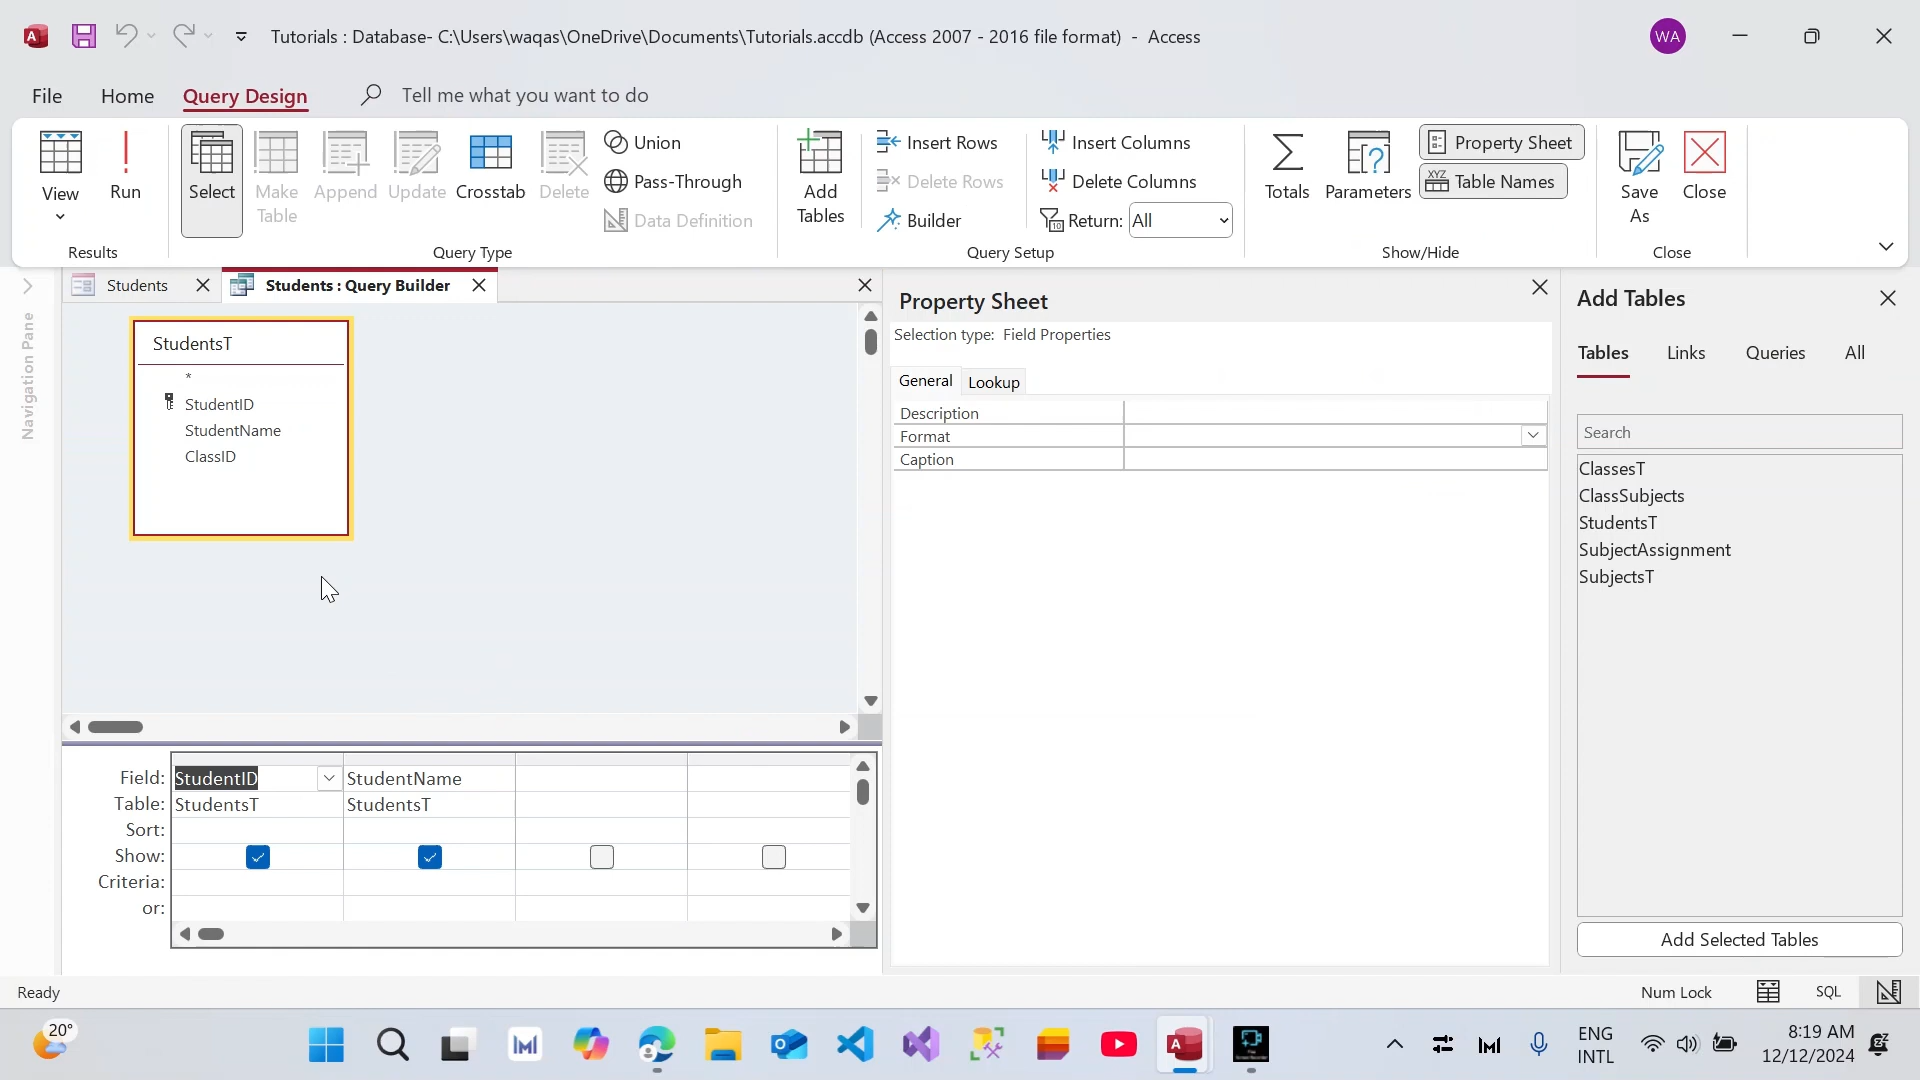 Tutorials : Database- C:\Users\waqas\OneDrive\Documents\Tutorials.accdb (Access 2007 - 2016 file format) - Access
WA
File Home Query Design Tell me what you want to do
View
Run
Select
Make Table
Append
Update
Crosstab
Delete
Union
Pass-Through
Data Definition
Add Tables
Insert Rows
Delete Rows
Builder
Insert Columns
Delete Columns
Return: All
Totals
Parameters
Property Sheet
Table Names
Save As
Close
Results Query Type Query Setup Show/Hide Close
Navigation Pane
Students
Students : Query Builder
StudentsT
*
StudentID
StudentName
ClassID
Field: StudentID StudentName
Table: StudentsT StudentsT
Sort:
Show:
Criteria:
or:
Property Sheet
Selection type: Field Properties
General Lookup
Description
Format
Caption
Add Tables
Tables Links Queries All
Search
ClassesT
ClassSubjects
StudentsT
SubjectAssignment
SubjectsT
Add Selected Tables
Ready
Num Lock SQL
20°
ENG
INTL
8:19 AM
12/12/2024